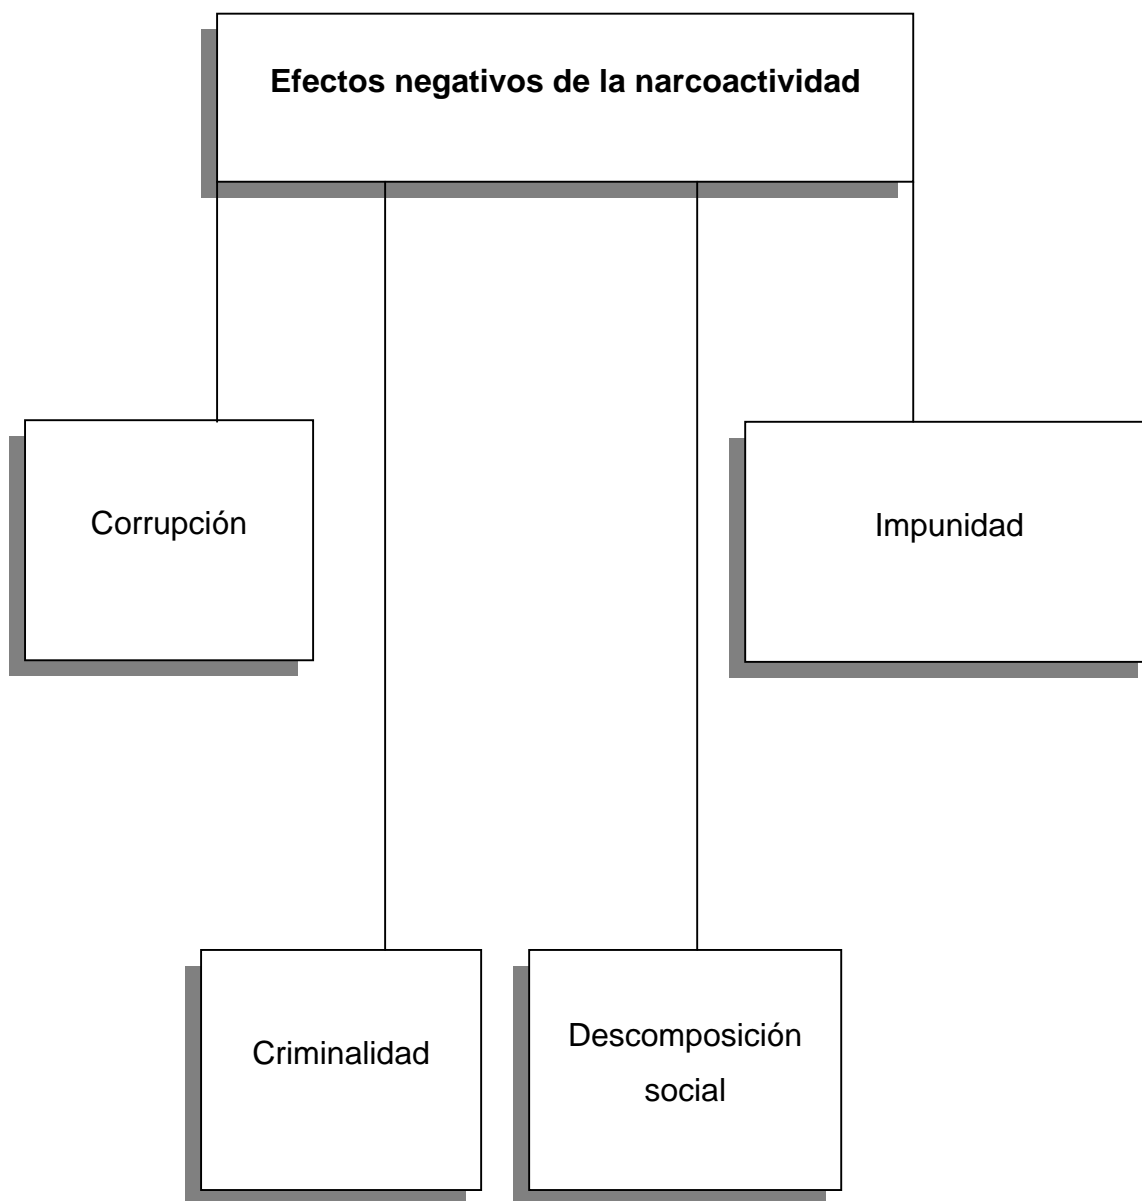 Efectos negativos de la narcoactividad
Corrupción
Impunidad
Criminalidad
Descomposición
social